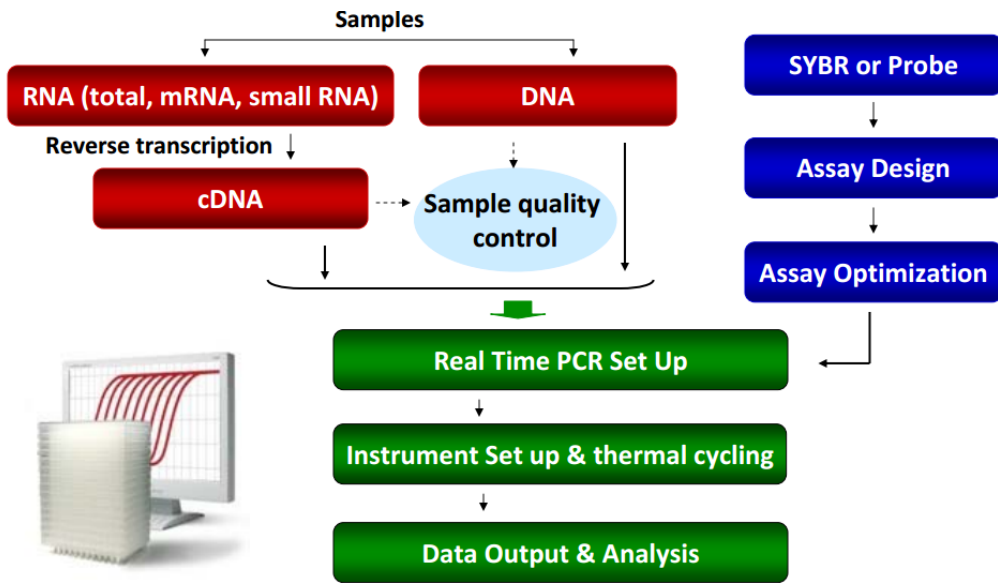 Samples
RNA (total, mRNA, small RNA)
DNA
SYBR or Probe
Reverse transcription
cDNA
Sample quality
control
Assay Design
Assay Optimization
Real Time PCR Set Up
Instrument Set up & thermal cycling
Data Output & Analysis